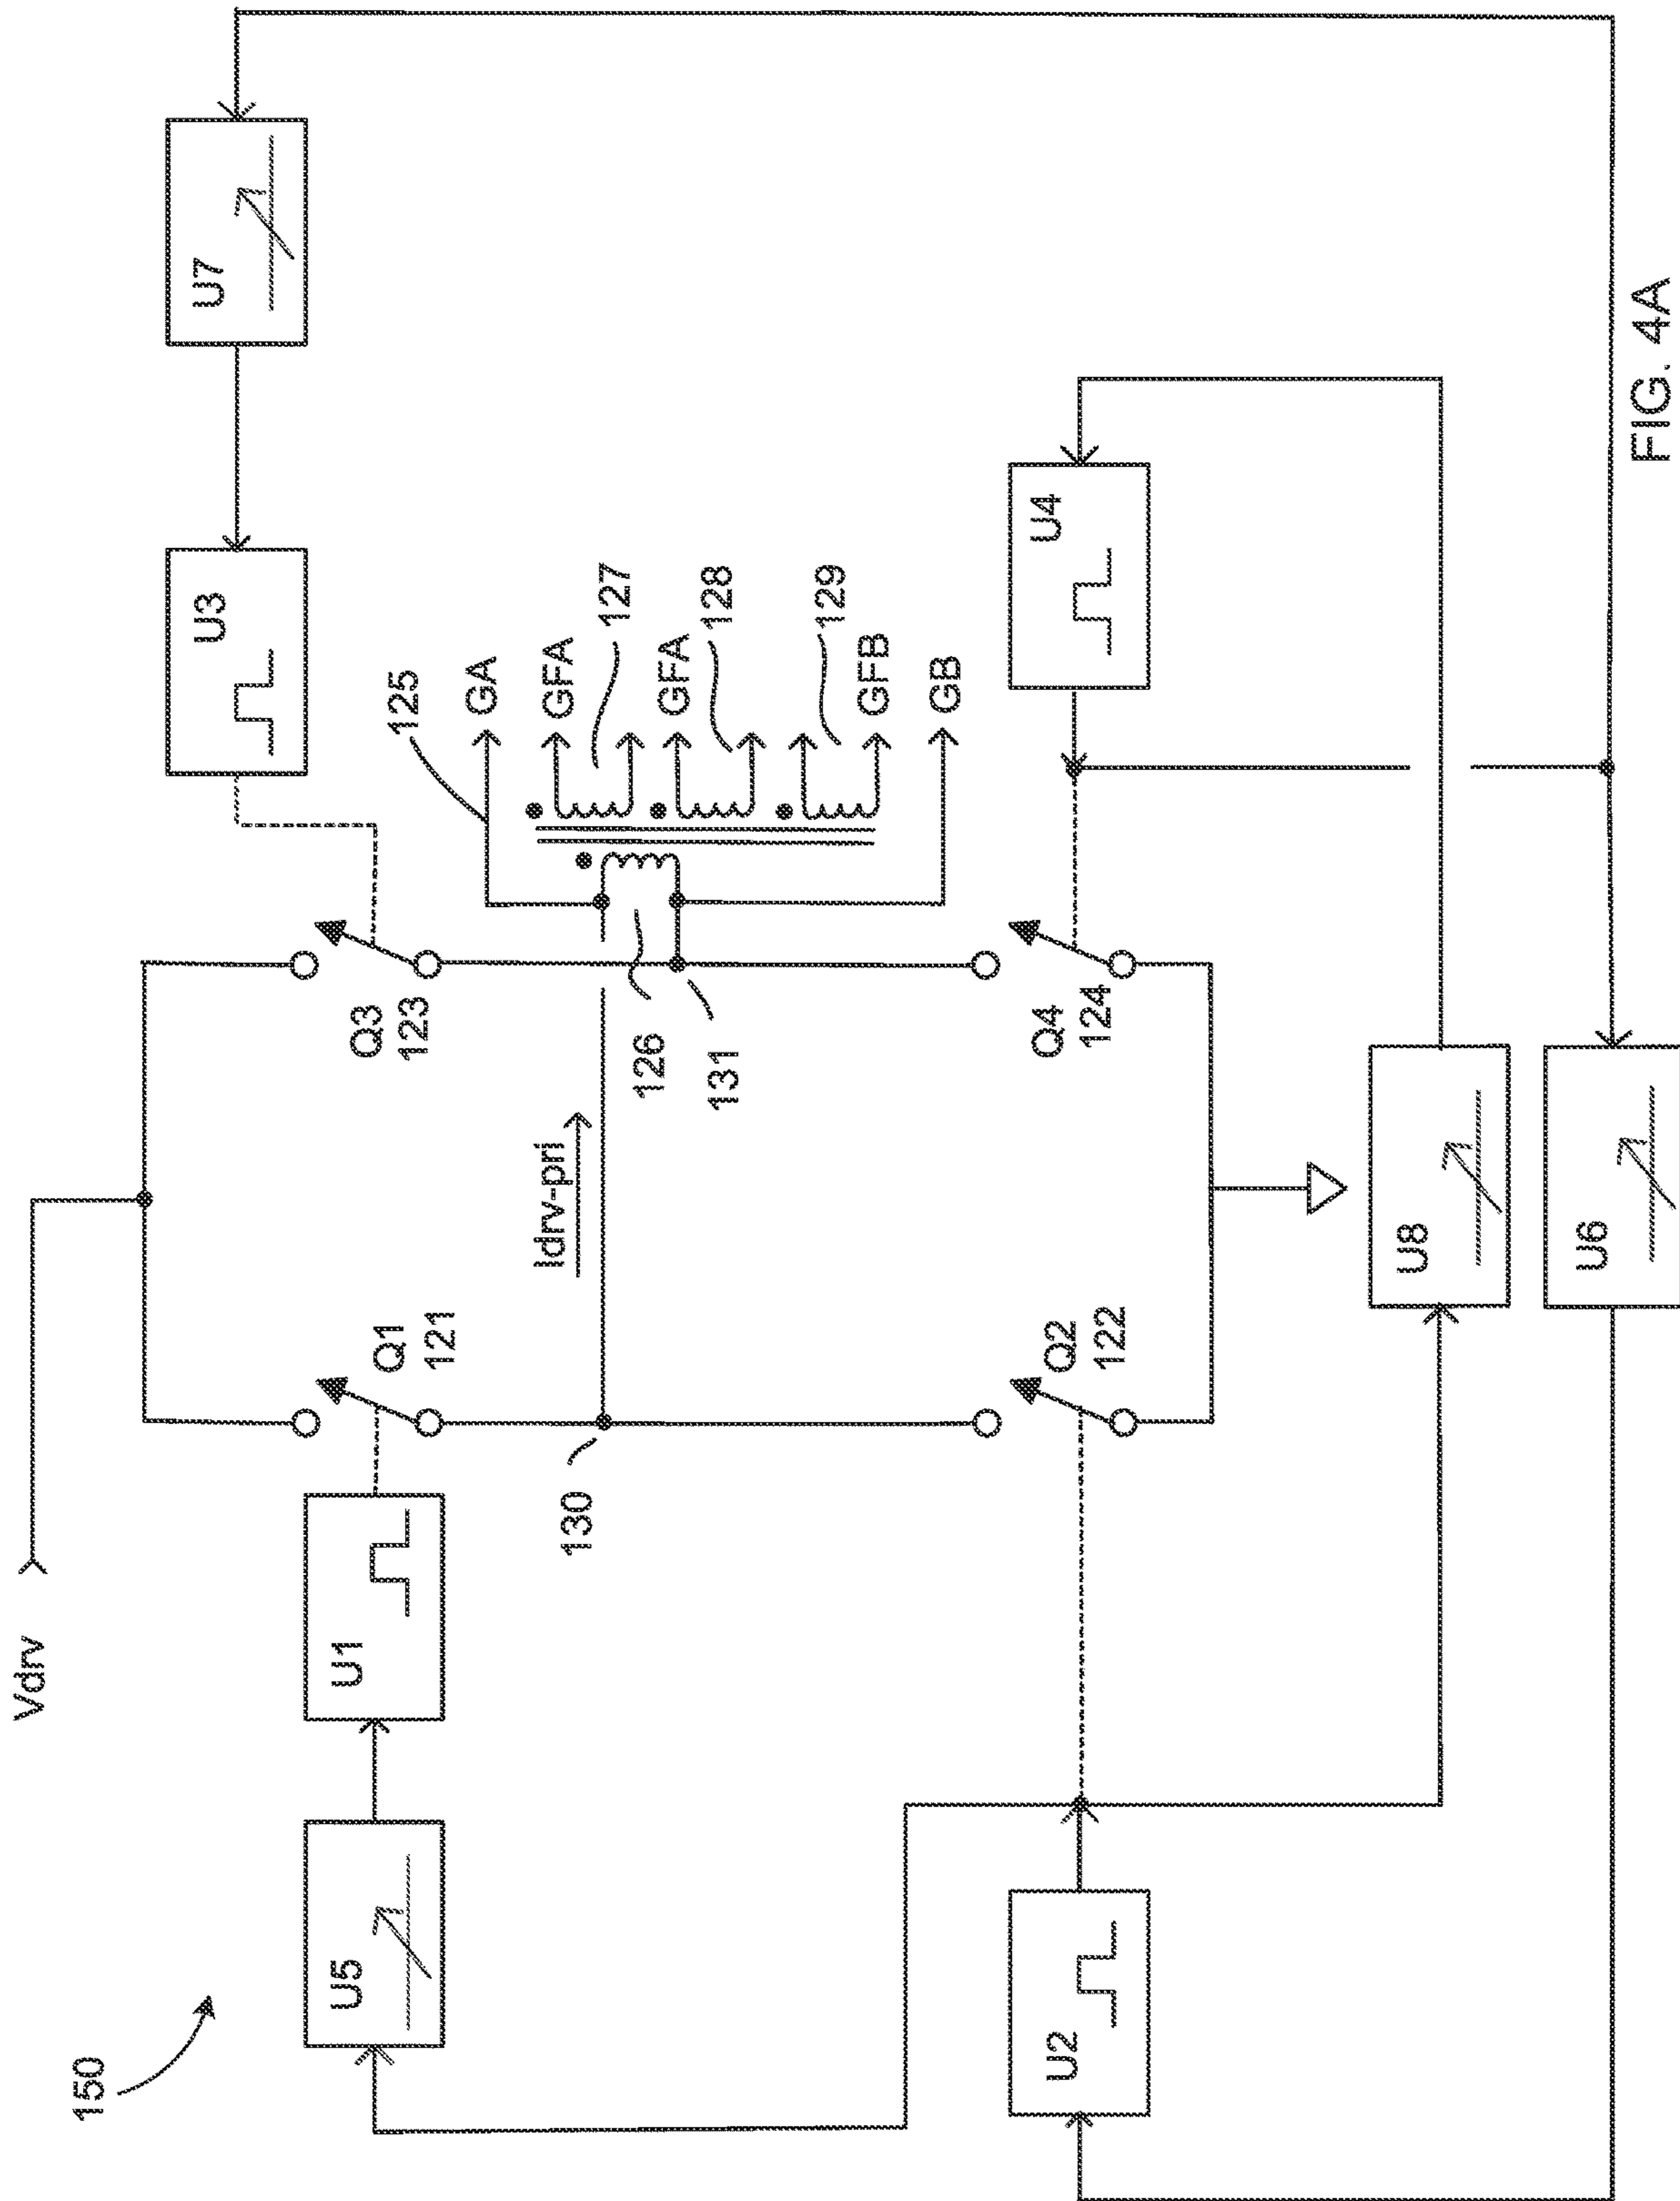 150
Vdrv
U5
U1
Q1
121
Q3
123
U3
U7
130
Idrv-pri
126
131
125
GA
GFA
127
GFA
128
129
GFB
GB
U2
Q2
122
Q4
124
U4
U8
U6
FIG. 4A